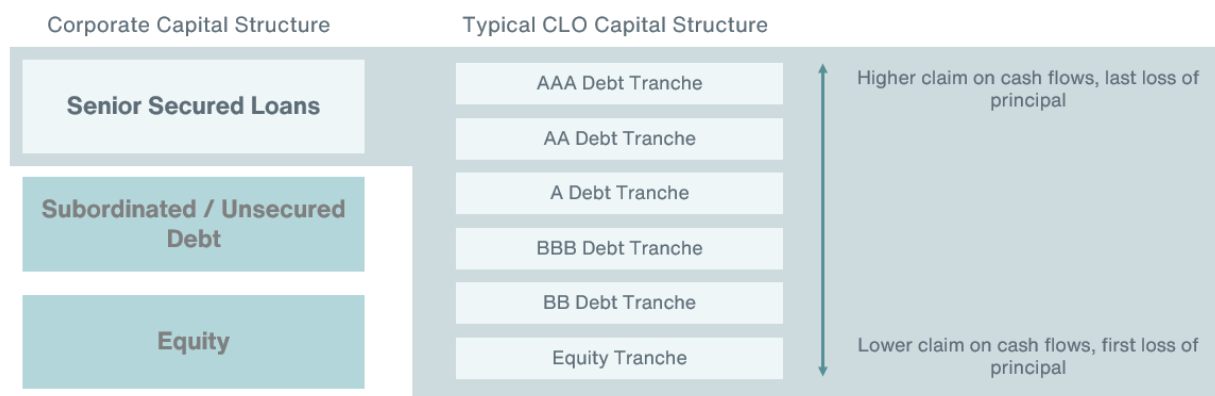 Corporate Capital Structure
Typical CLO Capital Structure
Senior Secured Loans
Subordinated / Unsecured
Debt
Equity
AAA Debt Tranche
AA Debt Tranche
A Debt Tranche
BBB Debt Tranche
BB Debt Tranche
Equity Tranche
Higher claim on cash flows, last loss of
principal
Lower claim on cash flows, first loss of
principal